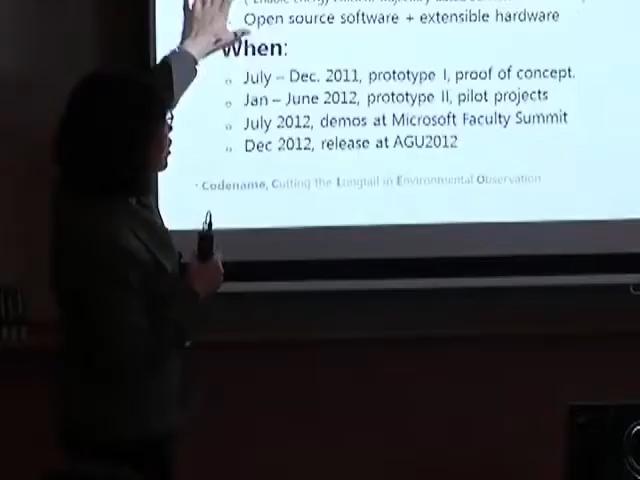 Open source software + extensible hardware
When:
July – Dec. 2011, prototype I, proof of concept.
Jan – June 2012, prototype II, pilot projects
July 2012, demos at Microsoft Faculty Summit
Dec 2012, release at AGU2012
* Codename, Cutting the Longtail in Environmental Observation